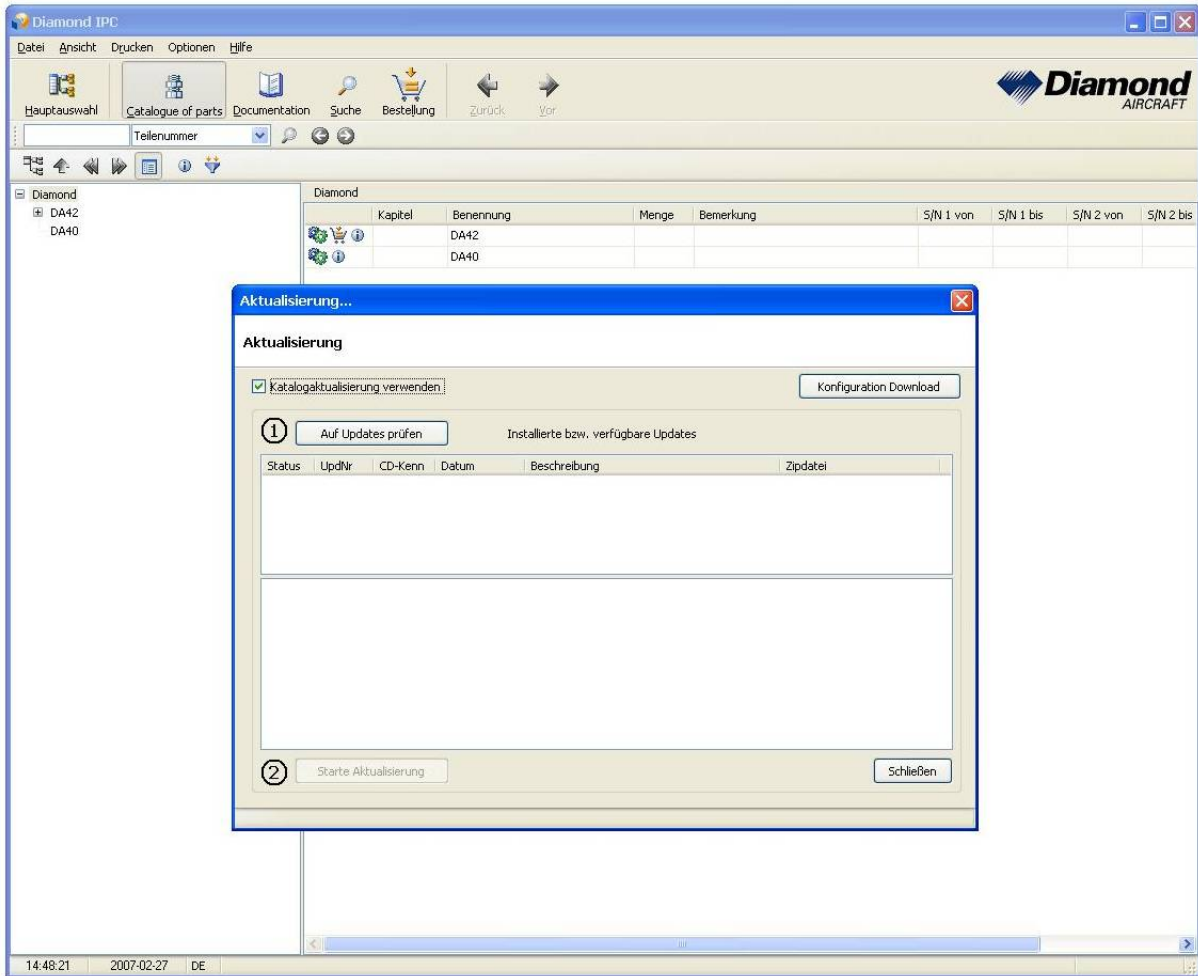 Diamond IPC
Datei Ansicht Drucken Optionen Hilfe
Hauptauswahl Catalogue of parts Documentation Suche Bestellung Zurück Vor
Diamond
AIRCRAFT
Teilenummer
Diamond
DA42
DA40
Diamond
Kapitel Benennung Menge Bemerkung S/N 1 von S/N 1 bis S/N 2 von S/N 2 bis
DA42
DA40
Aktualisierung...
Aktualisierung
Katalogaktualisierung verwenden
Konfiguration Download
1 Auf Updates prüfen Installierte bzw. verfügbare Updates
Status UpdNr CD-Kenn Datum Beschreibung Zipdatei
2 Starte Aktualisierung Schließen
14:48:21 2007-02-27 DE